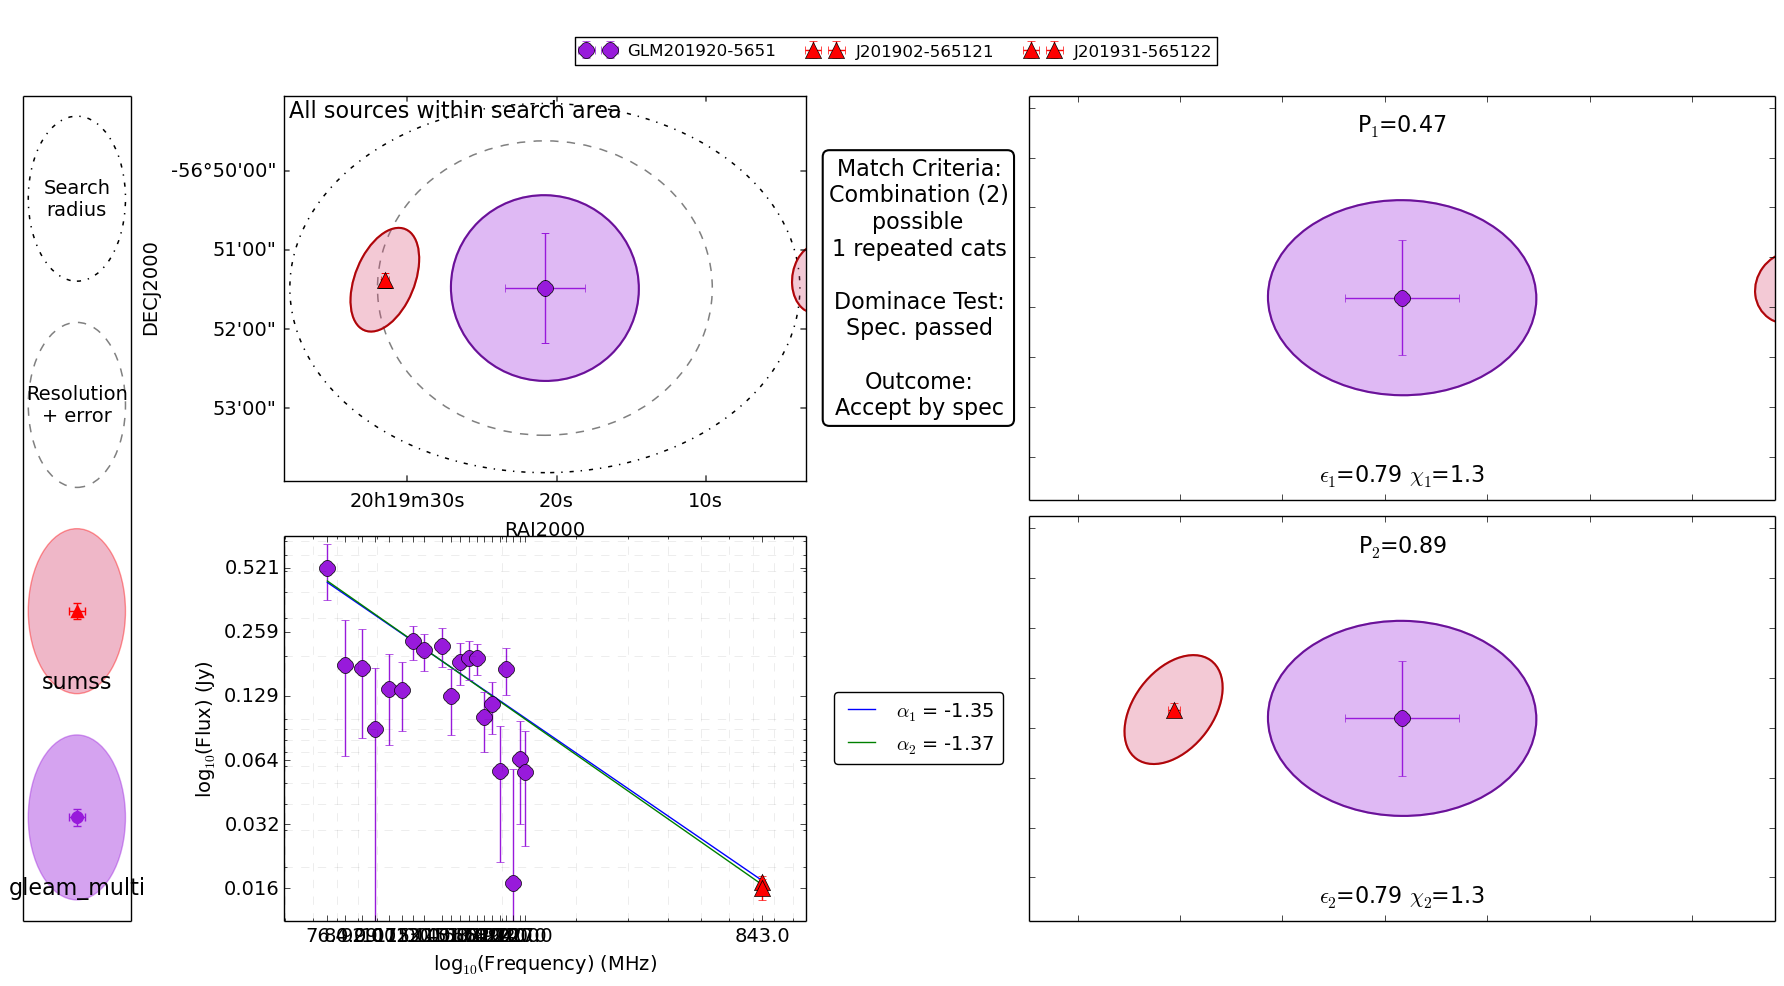 GLM201920-5651 J201902-565121 J201931-565122
Search
radius
Resolution
+ error
sumss
gleam_multi
All sources within search area
DECJ2000
-56°50'00"
51'00"
52'00"
53'00"
20h19m30s 20s 10s
RAJ2000
Match Criteria:
Combination (2)
possible
1 repeated cats
Dominace Test:
Spec. passed
Outcome:
Accept by spec
P1=0.47
ϵ1=0.79 χ1=1.3
P2=0.89
ϵ2=0.79 χ2=1.3
log10(Flux) (Jy)
0.521
0.259
0.129
0.064
0.032
0.016
843.0
log10(Frequency) (MHz)
α1 = -1.35
α2 = -1.37